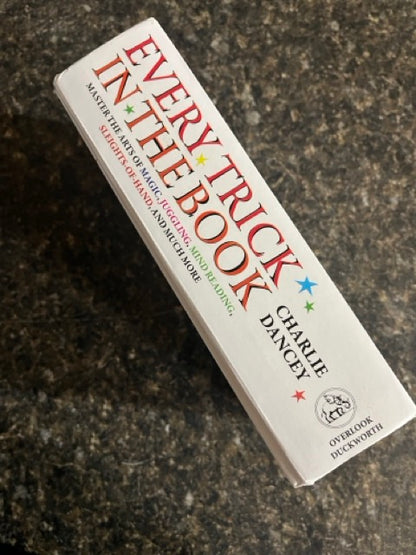 EVERY TRICK
IN THE BOOK
MASTER THE ARTS OF MAGIC, JUGGLING, MIND READING,
SLEIGHTS-OF-HAND, AND MUCH MORE
CHARLIE
DANCEY
OVERLOOK
DUCKWORTH